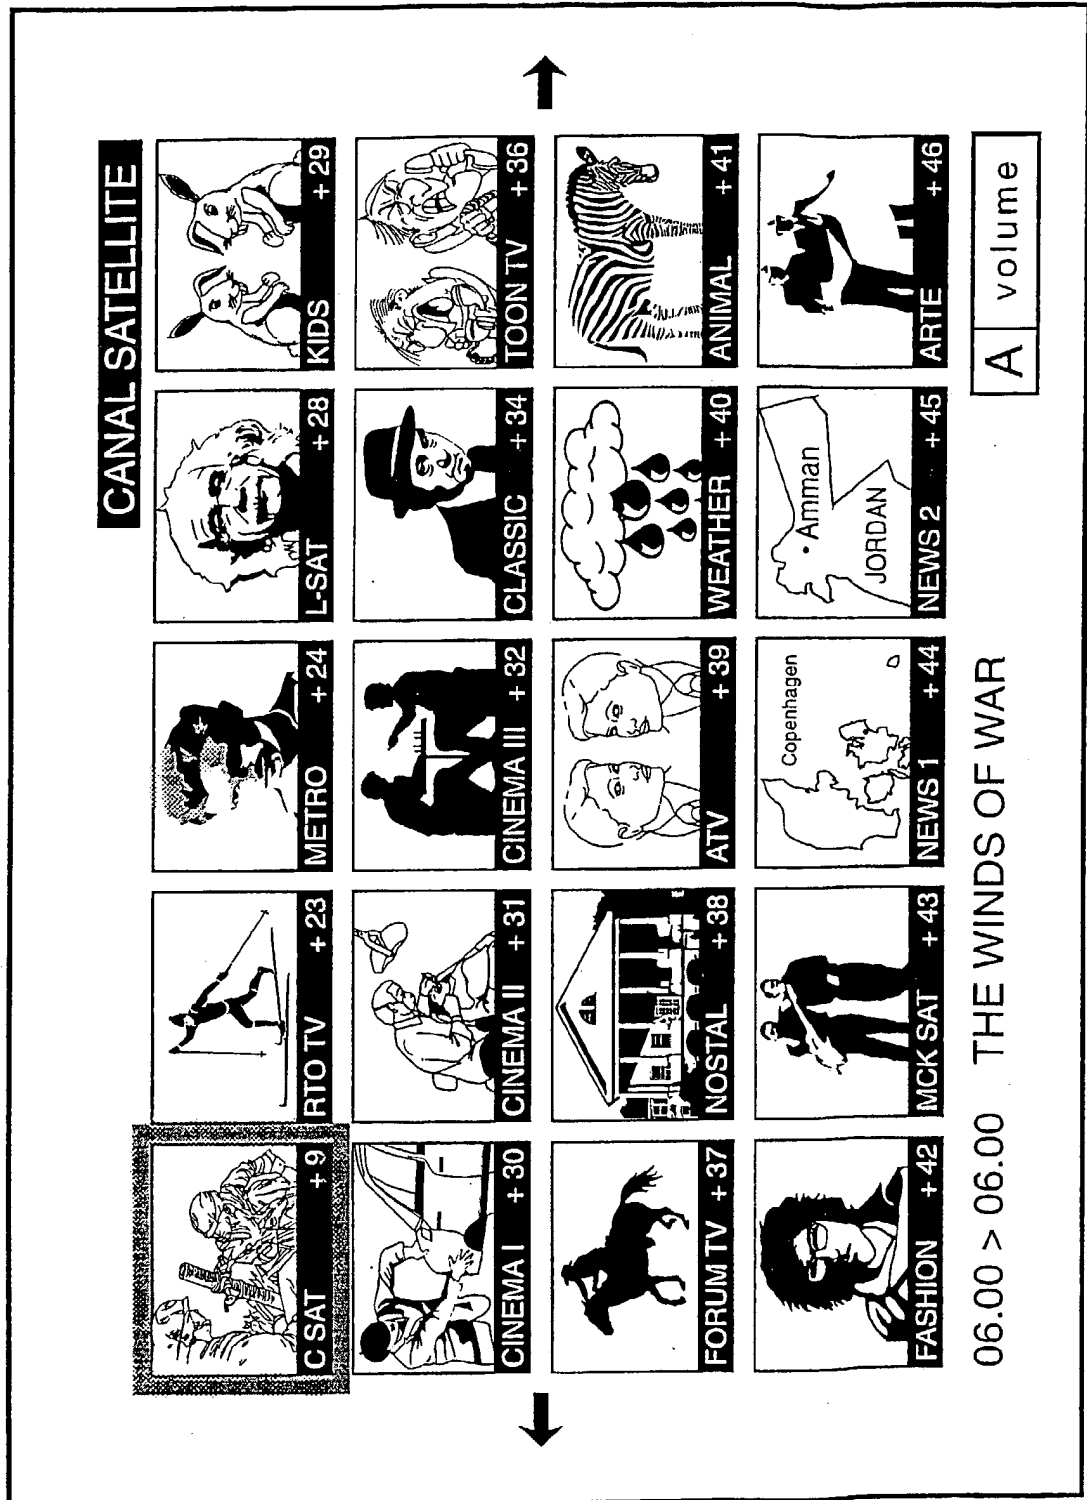 CANAL SATELLITE
C SAT + 9
RTO TV + 23
METRO + 24
L-SAT + 28
KIDS + 29
CINEMA I + 30
CINEMA II + 31
CINEMA III + 32
CLASSIC + 34
TOON TV + 36
FORUM TV + 37
NOSTAL + 38
ATV + 39
WEATHER + 40
ANIMAL + 41
Copenhagen
Amman
JORDAN
FASHION + 42
MCK SAT + 43
NEWS 1 + 44
NEWS 2 + 45
ARTE + 46
06.00 > 06.00 THE WINDS OF WAR
A volume